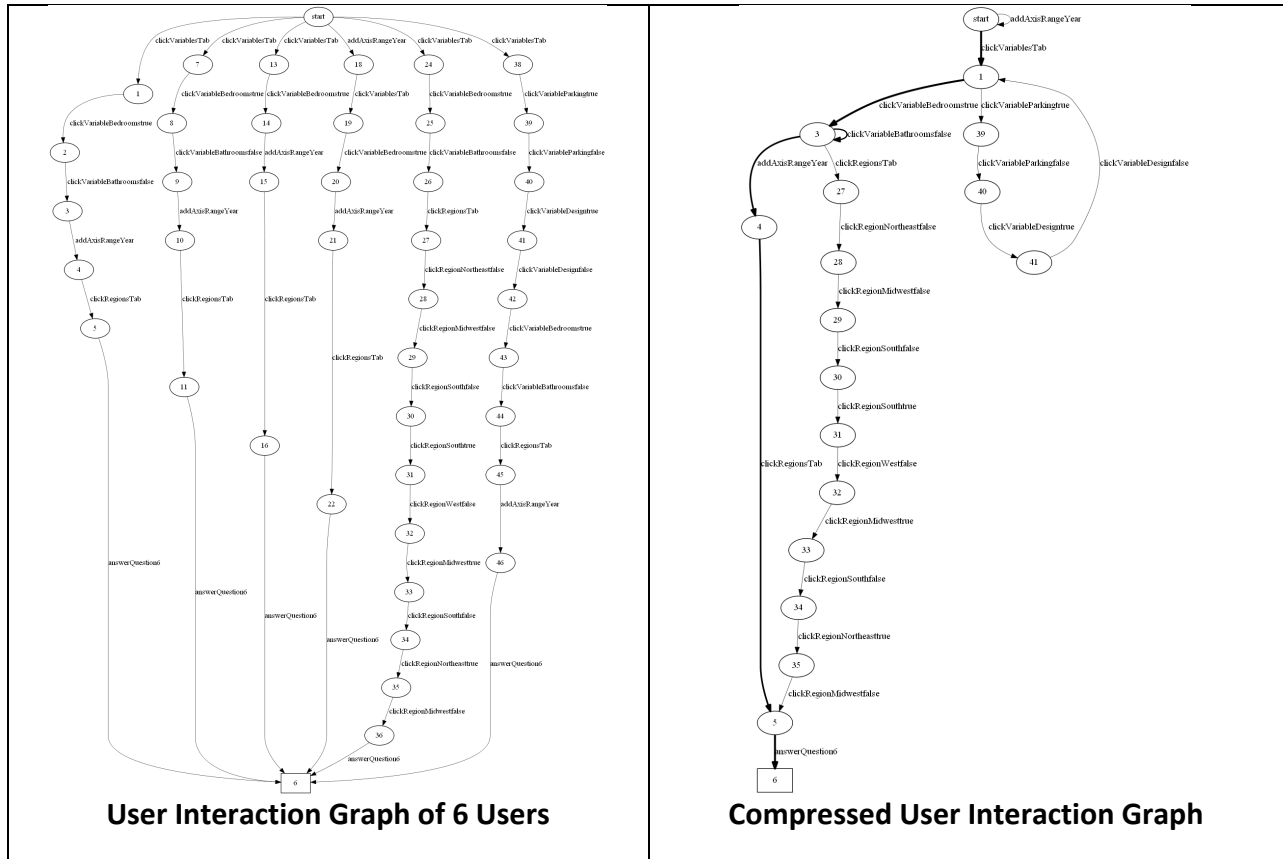 start
clickVariablesTab clickVariablesTab clickVariablesTab addAxisRangeYear clickVariablesTab clickVariablesTab
7 13 18 24 38
1 clickVariableBedroomstrue clickVariableBedroomstrue clickVariablesTab clickVariableBedroomstrue clickVariableParkingtrue
clickVariableBedroomstrue 8 14 19 25 39
2 clickVariableBathroomsfalse addAxisRangeYear clickVariableBedroomstrue clickVariableBathroomsfalse clickVariableParkingfalse
clickVariableBathroomsfalse 9 15 20 26 40
3 addAxisRangeYear addAxisRangeYear clickRegionsTab clickVariableDesigntrue
addAxisRangeYear 10 21 27 41
4 clickRegionNortheastfalse clickVariableDesignfalse
clickRegionsTab clickRegionsTab clickRegionsTab 28 42
5 clickRegionMidwestfalse clickVariableBedroomstrue
clickRegionsTab 29 43
11 clickRegionSouthfalse clickVariableBathroomsfalse
30 44
16 clickRegionSouthtrue clickRegionsTab
31 45
22 clickRegionWestfalse addAxisRangeYear
32
answerQuestion6 clickRegionMidwesttrue 46
answerQuestion6 33
answerQuestion6 clickRegionSouthfalse
answerQuestion6 34
clickRegionNortheasttrue answerQuestion6
35
clickRegionMidwestfalse
36
answerQuestion6
6
User Interaction Graph of 6 Users
start addAxisRangeYear
clickVariablesTab
1
clickVariableBedroomstrue clickVariableParkingtrue
3 clickVariableBathroomsfalse 39
addAxisRangeYear clickRegionsTab clickVariableParkingfalse clickVariableDesignfalse
27 40
4 clickRegionNortheastfalse clickVariableDesigntrue
28 41
clickRegionMidwestfalse
29
clickRegionSouthfalse
30
clickRegionSouthtrue
31
clickRegionsTab clickRegionWestfalse
32
clickRegionMidwesttrue
33
clickRegionSouthfalse
34
clickRegionNortheasttrue
35
clickRegionMidwestfalse
5
answerQuestion6
6
Compressed User Interaction Graph